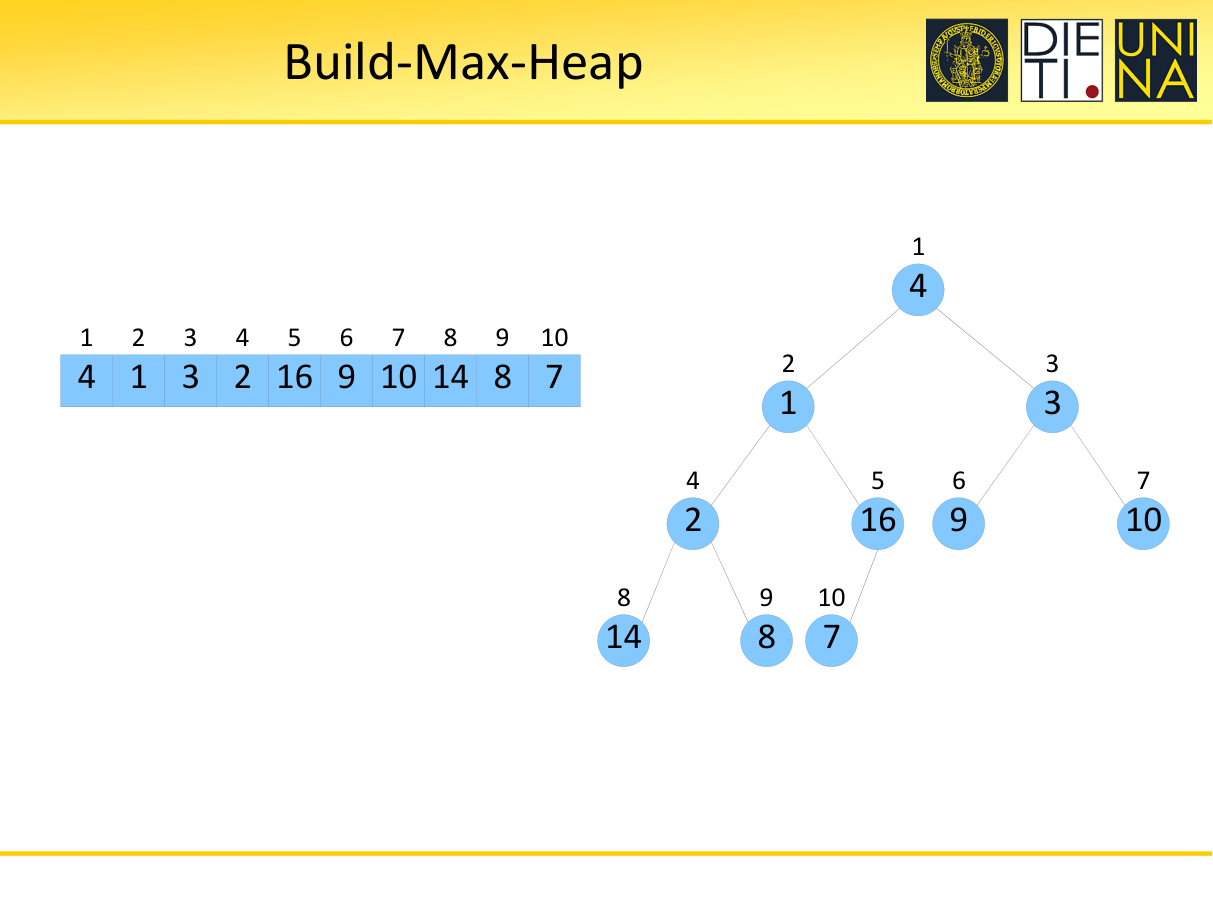 Build-Max-Heap
DIE
TI.
UNI
NA
1 2 3 4 5 6 7 8 9 10
4 1 3 2 16 9 10 14 8 7
1
4
2 3
1 3
4 5 6 7
2 16 9 10
8 9 10
14 8 7